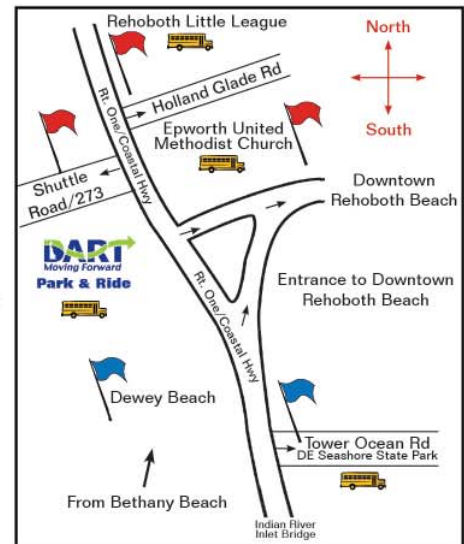 Rehoboth Little League
North
Holland Glade Rd
South
Rt. One/Coastal Hwy
Epworth United
Methodist Church
Shuttle
Road/273
Downtown
Rehoboth Beach
DART
Moving Forward
Park & Ride
Entrance to Downtown
Rehoboth Beach
Rt. One/Coastal Hwy
Dewey Beach
Tower Ocean Rd
DE Seashore State Park
From Bethany Beach
Indian River
Inlet Bridge